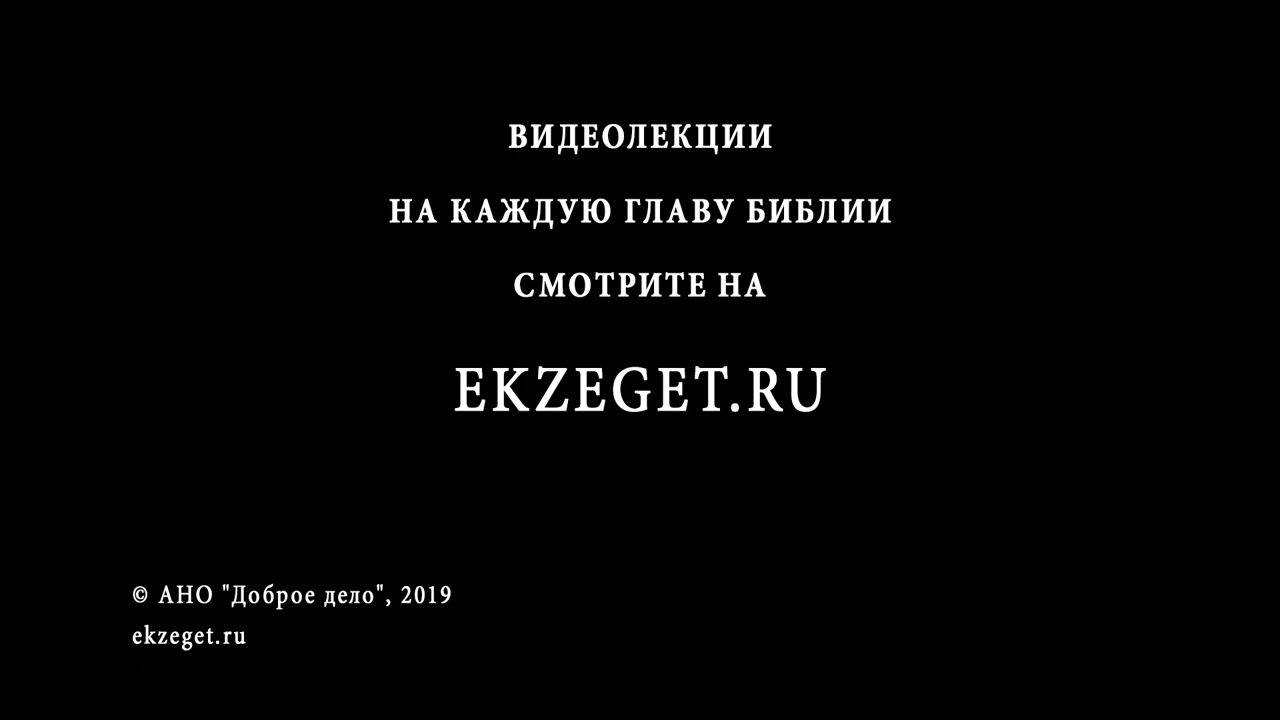 ВИДЕОЛЕКЦИИ
НА КАЖДУЮ ГЛАВУ БИБЛИИ
СМОТРИТЕ НА
EKZEGET.RU
© АНО "Доброе дело", 2019
ekzeget.ru